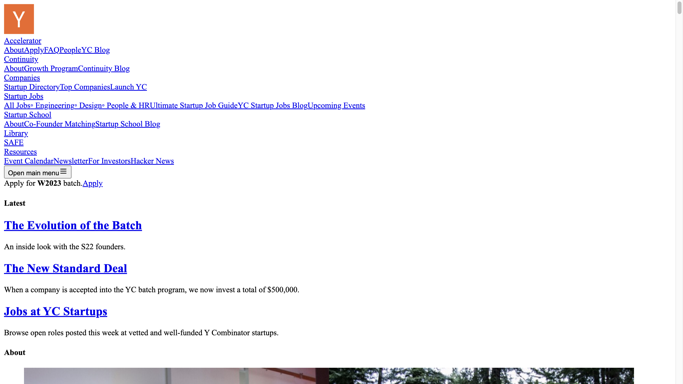 Y
Accelerator
AboutApplyFAQPeopleYC Blog
Continuity
AboutGrowth ProgramContinuity Blog
Companies
Startup DirectoryTop CompaniesLaunch YC
Startup Jobs
All Jobs◦ Engineering◦ Design◦ People & HRUltimate Startup Job GuideYC Startup Jobs BlogUpcoming Events
Startup School
AboutCo-Founder MatchingStartup School Blog
Library
SAFE
Resources
Event CalendarNewsletterFor InvestorsHacker News
Open main menu
Apply for W2023 batch.Apply
Latest
The Evolution of the Batch
An inside look with the S22 founders.
The New Standard Deal
When a company is accepted into the YC batch program, we now invest a total of $500,000.
Jobs at YC Startups
Browse open roles posted this week at vetted and well-funded Y Combinator startups.
About